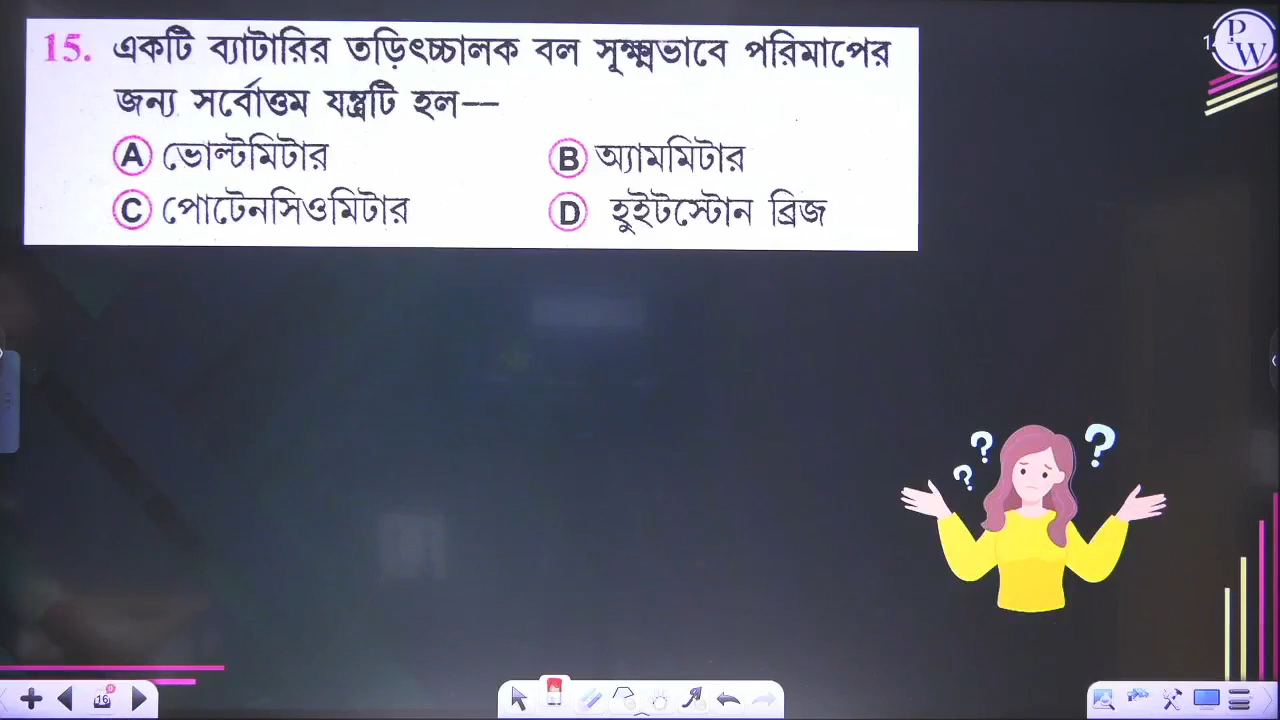 15. একটি ব্যাটারির তড়িৎচ্চালক বল সূক্ষ্মভাবে পরিমাপের
জন্য সর্বোত্তম যন্ত্রটি হল—
A ভোল্টমিটার
B অ্যামমিটার
C পোটেনসিওমিটার
D হুইটস্টোন ব্রিজ
PW
? ? ?
16